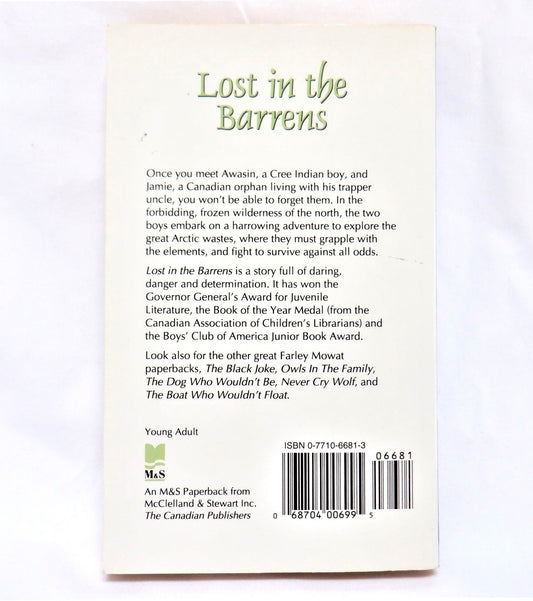 Lost in the
Barrens
Once you meet Awasin, a Cree Indian boy, and
Jamie, a Canadian orphan living with his trapper
uncle, you won't be able to forget them. In the
forbidding, frozen wilderness of the north, the two
boys embark on a harrowing adventure to explore the
great Arctic wastes, where they must grapple with
the elements, and fight to survive against all odds.
Lost in the Barrens is a story full of daring,
danger and determination. It has won the
Governor General's Award for Juvenile
Literature, the Book of the Year Medal (from the
Canadian Association of Children's Librarians) and
the Boys' Club of America Junior Book Award.
Look also for the other great Farley Mowat
paperbacks, The Black Joke, Owls In The Family,
The Dog Who Wouldn't Be, Never Cry Wolf, and
The Boat Who Wouldn't Float.
Young Adult
M&S
An M&S Paperback from
McClelland & Stewart Inc.
The Canadian Publishers
ISBN 0-7710-6681-3
06681
0 68704 00699 5